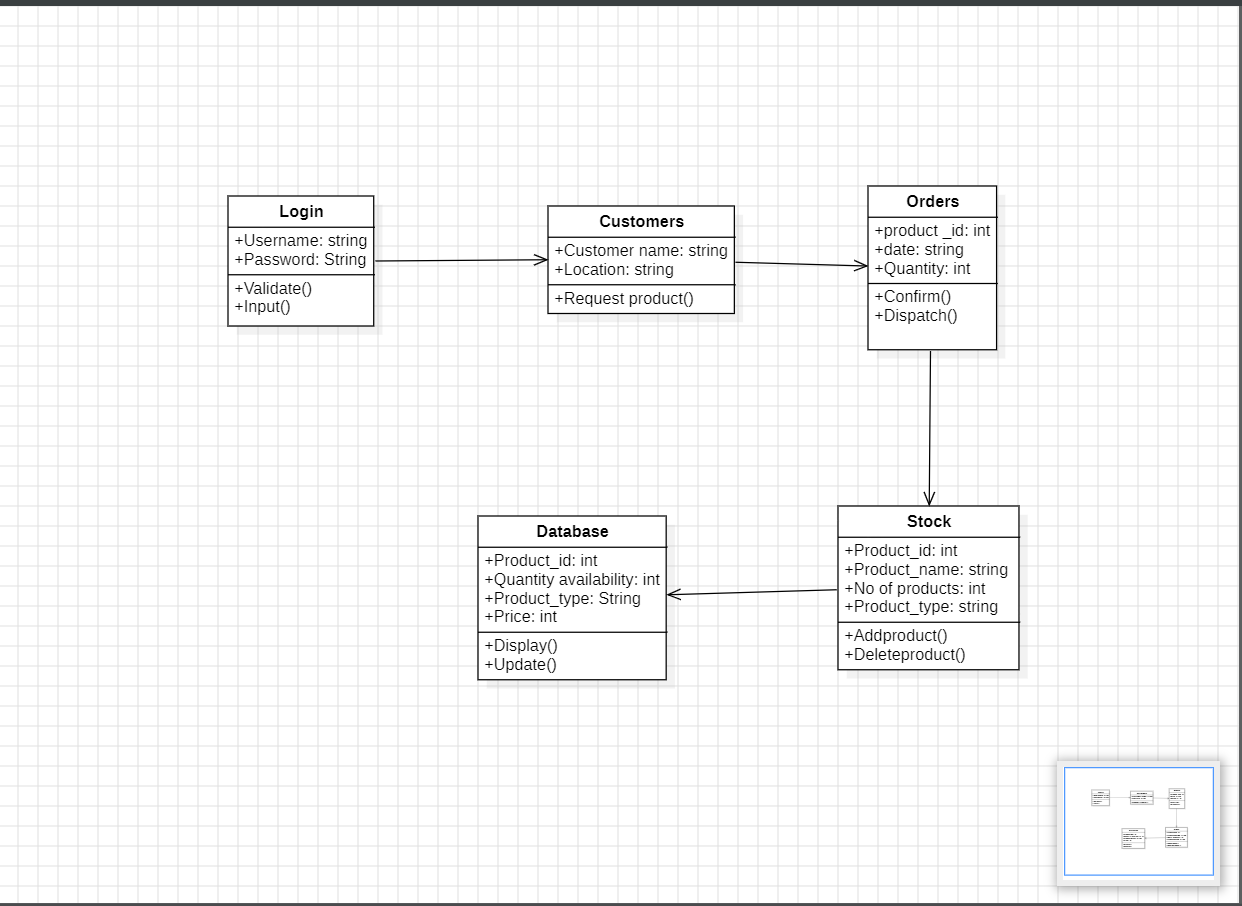 Login
+Username: string
+Password: String
+Validate()
+Input()
Customers
+Customer name: string
+Location: string
+Request product()
Orders
+product _id: int
+date: string
+Quantity: int
+Confirm()
+Dispatch()
Database
+Product_id: int
+Quantity availability: int
+Product_type: String
+Price: int
+Display()
+Update()
Stock
+Product_id: int
+Product_name: string
+No of products: int
+Product_type: string
+Addproduct()
+Deleteproduct()